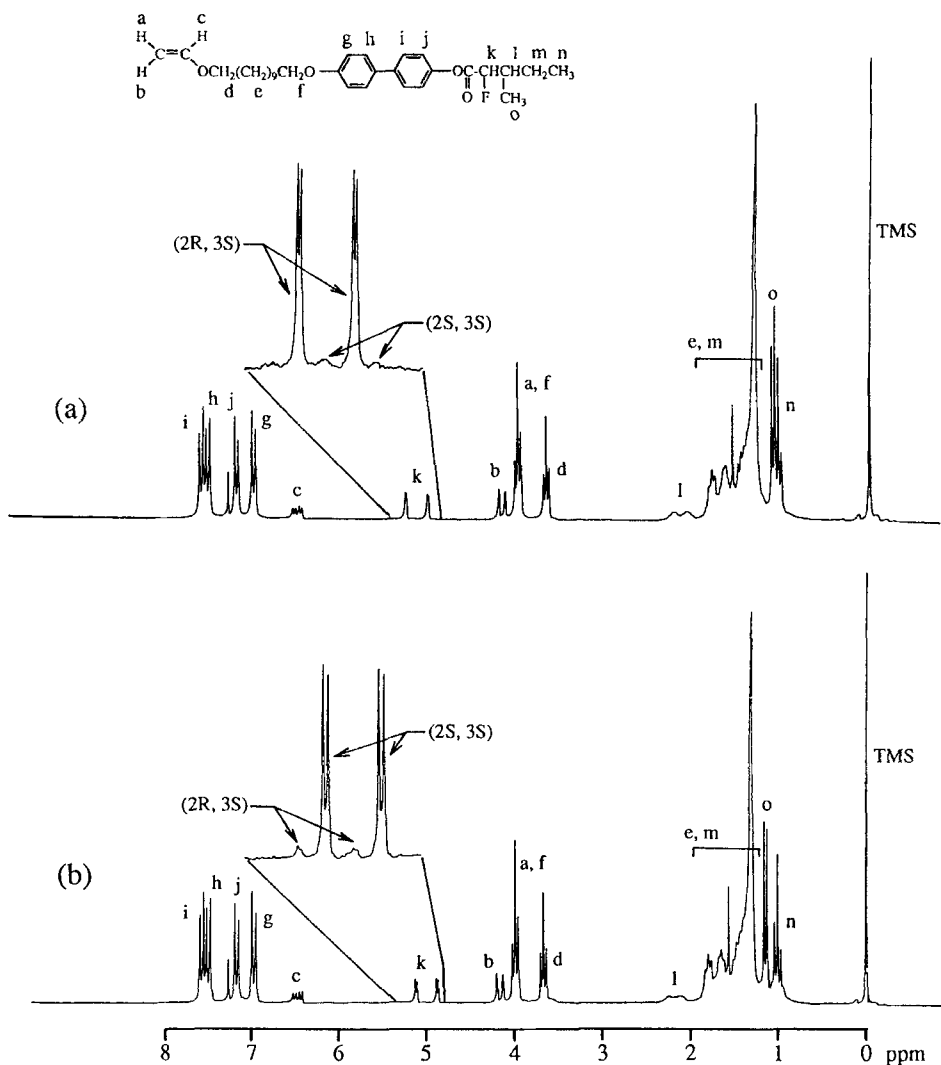 a c
H H g h i j k l m n
C=C OCH₂(CH₂)₉CH₂O OC-CHCHCH₂CH₃
H O F CH₃
b d e f o
(2R, 3S)
(2S, 3S)
TMS
(a)
i h j g c k b a, f d l e, m o n
(2S, 3S)
(2R, 3S)
TMS
(b)
i h j g c k b a, f d l e, m o n
8 7 6 5 4 3 2 1 0 ppm